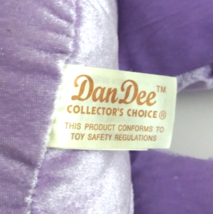 DanDee™
COLLECTOR'S CHOICE®
THIS PRODUCT CONFORMS TO
TOY SAFETY REGULATIONS